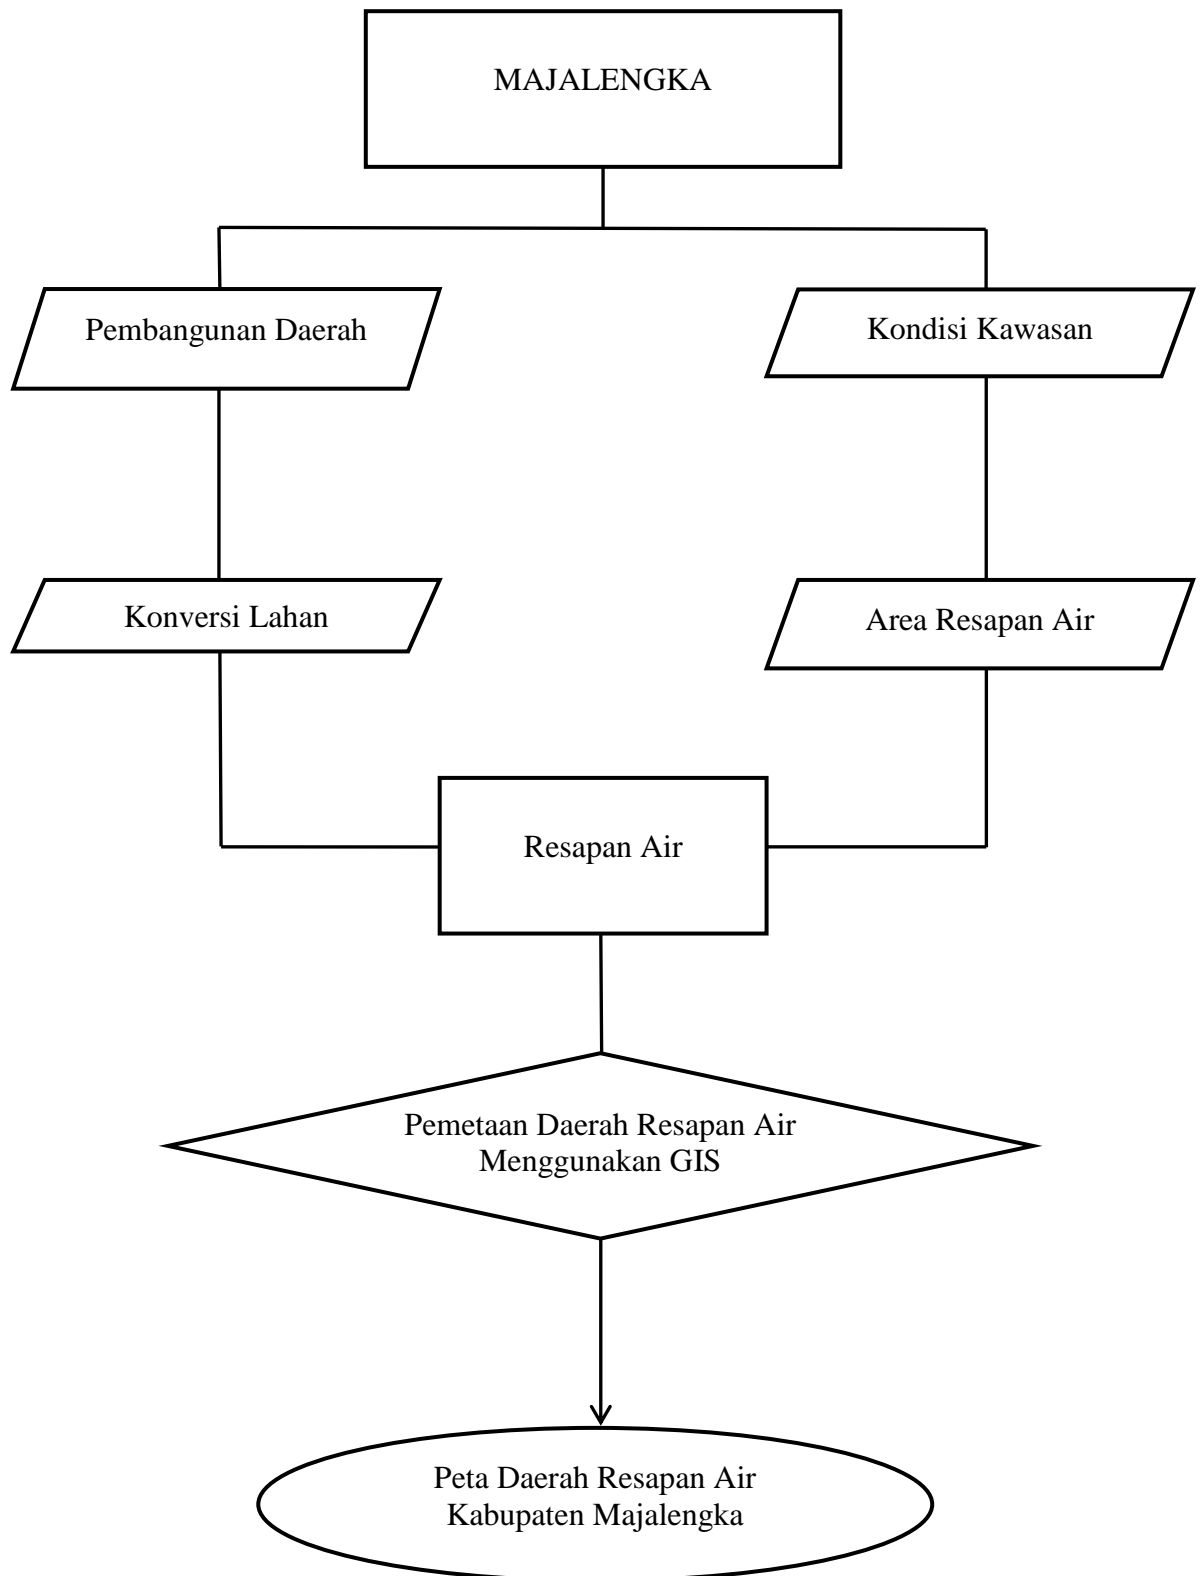 MAJALENGKA
Pembangunan Daerah
Kondisi Kawasan
Konversi Lahan
Area Resapan Air
Resapan Air
Pemetaan Daerah Resapan Air
Menggunakan GIS
Peta Daerah Resapan Air
Kabupaten Majalengka